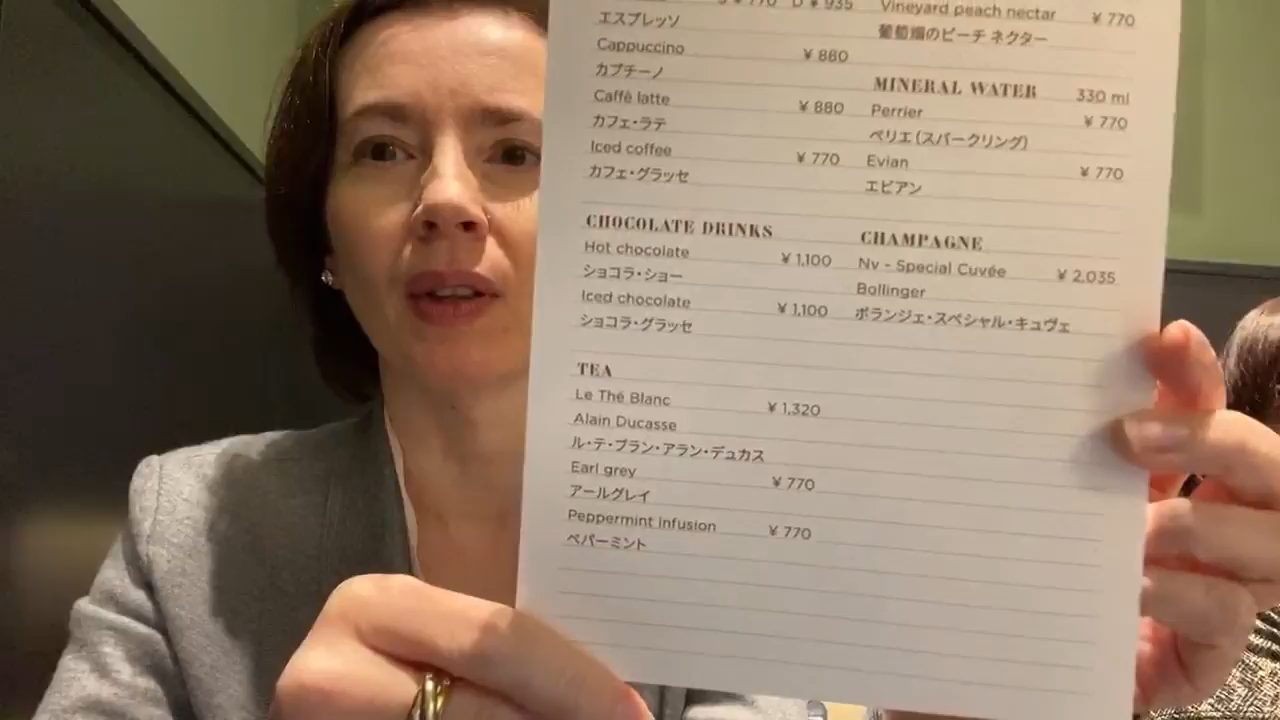 S ¥ 770 D ¥ 935
エスプレッソ
Cappuccino ¥ 880
カプチーノ
Caffè latte ¥ 880
カフェ・ラテ
Iced coffee ¥ 770
カフェ・グラッセ
CHOCOLATE DRINKS
Hot chocolate ¥ 1,100
ショコラ・ショー
Iced chocolate ¥ 1,100
ショコラ・グラッセ
TEA
Le Thé Blanc ¥ 1,320
Alain Ducasse
ル・テ・ブラン・アラン・デュカス
Earl grey ¥ 770
アールグレイ
Peppermint infusion ¥ 770
ペパーミント
Vineyard peach nectar ¥ 770
葡萄畑のピーチ ネクター
MINERAL WATER 330 ml
Perrier ¥ 770
ペリエ(スパークリング)
Evian ¥ 770
エビアン
CHAMPAGNE
Nv - Special Cuvée ¥ 2,035
Bollinger
ボランジェ・スペシャル・キュヴェ